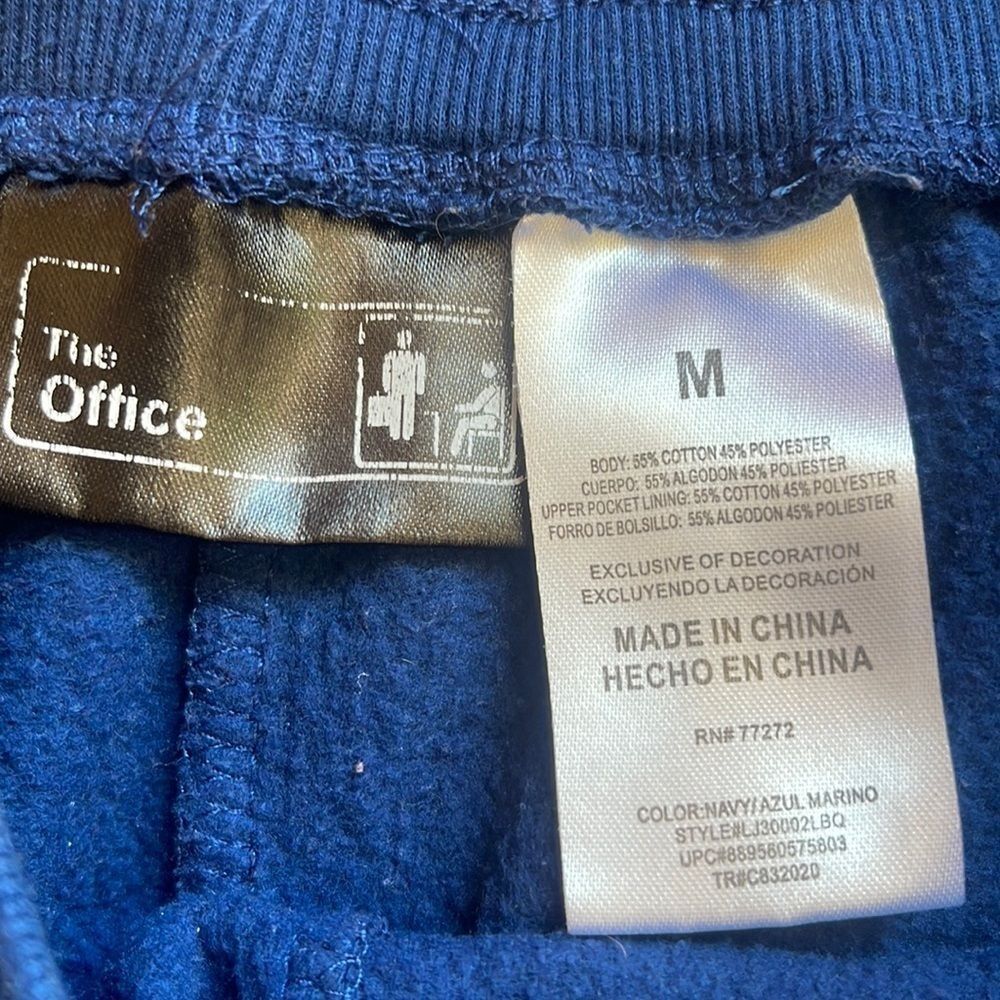 The
Office
M
BODY: 55% COTTON 45% POLYESTER
CUERPO: 55% ALGODON 45% POLIESTER
UPPER POCKET LINING: 55% COTTON 45% POLYESTER
FORRO DE BOLSILLO: 55% ALGODON 45% POLIESTER
EXCLUSIVE OF DECORATION
EXCLUYENDO LA DECORACIÓN
MADE IN CHINA
HECHO EN CHINA
RN# 77272
COLOR:NAVY/AZUL MARINO
STYLE#LJ30002LBQ
UPC#889560575803
TR#C832020